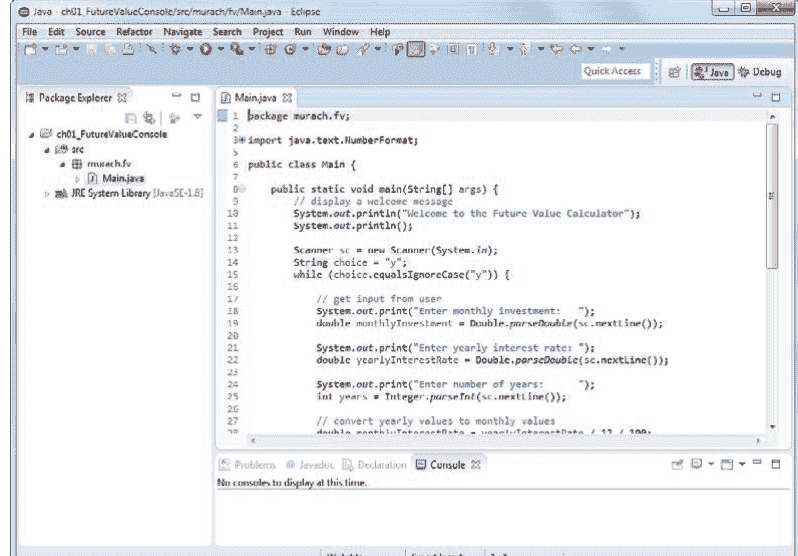 Java - ch01_FutureValueConsole/src/murach/fv/Main.java - Eclipse
File Edit Source Refactor Navigate Search Project Run Window Help
Quick Access
Java
Debug
Package Explorer
ch01_FutureValueConsole
src
murach.fv
Main.java
JRE System Library [JavaSE-1.8]
Main.java
1 package murach.fv;
2
3 import java.text.NumberFormat;
5
6 public class Main {
7
8 public static void main(String[] args) {
9 // display a welcome message
10 System.out.println("Welcome to the Future Value Calculator");
11 System.out.println();
12
13 Scanner sc = new Scanner(System.in);
14 String choice = "y";
15 while (choice.equalsIgnoreCase("y")) {
16
17 // get input from user
18 System.out.print("Enter monthly investment:   ");
19 double monthlyInvestment = Double.parseDouble(sc.nextLine());
20
21 System.out.print("Enter yearly interest rate: ");
22 double yearlyInterestRate = Double.parseDouble(sc.nextLine());
23
24 System.out.print("Enter number of years:      ");
25 int years = Integer.parseInt(sc.nextLine());
26
27 // convert yearly values to monthly values
28 double monthlyInterestRate = yearlyInterestRate / 12 / 100;
Problems Javadoc Declaration Console
No consoles to display at this time.